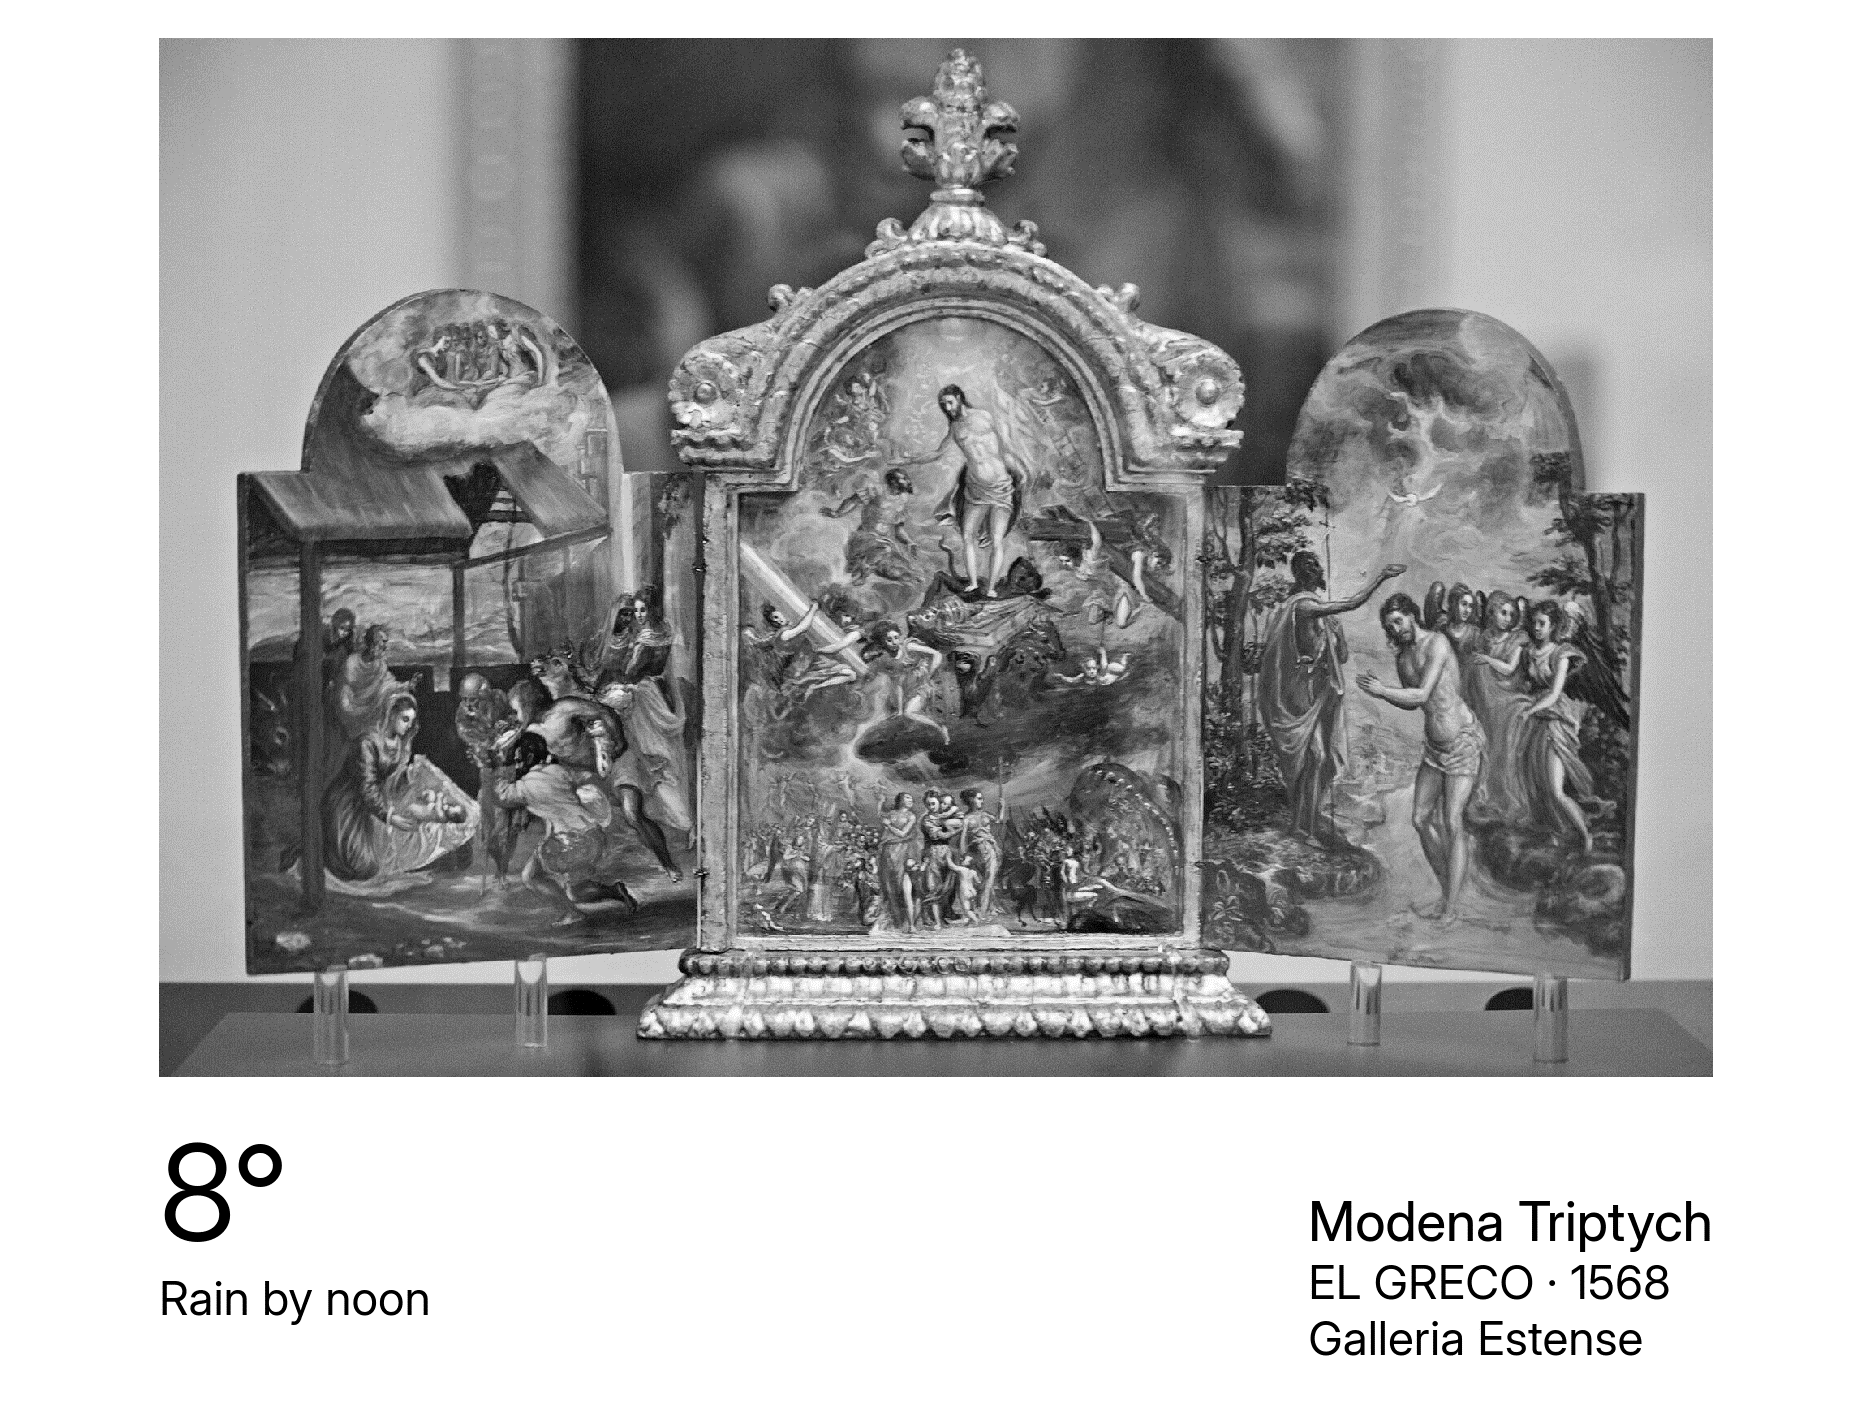 8°
Rain by noon
Modena Triptych
EL GRECO · 1568
Galleria Estense